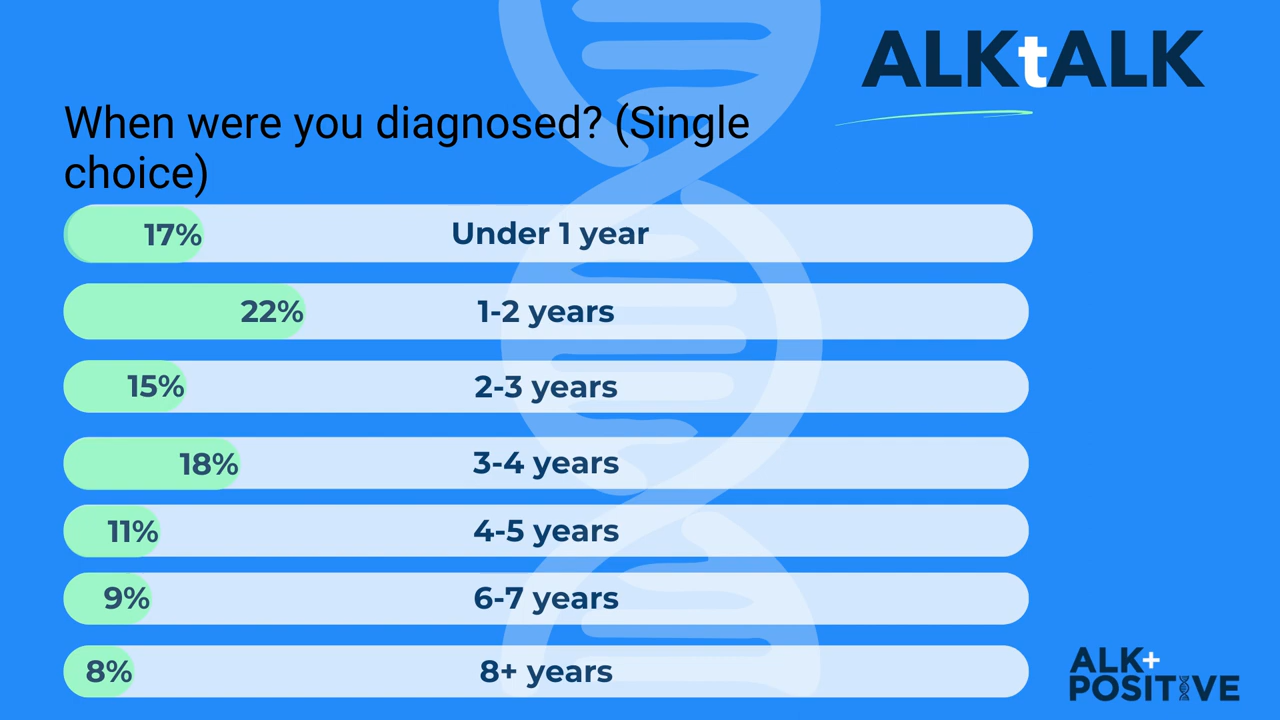 ALKtALK
When were you diagnosed? (Single
choice)
17% Under 1 year
22% 1-2 years
15% 2-3 years
18% 3-4 years
11% 4-5 years
9% 6-7 years
8% 8+ years
ALK+
POSITIVE